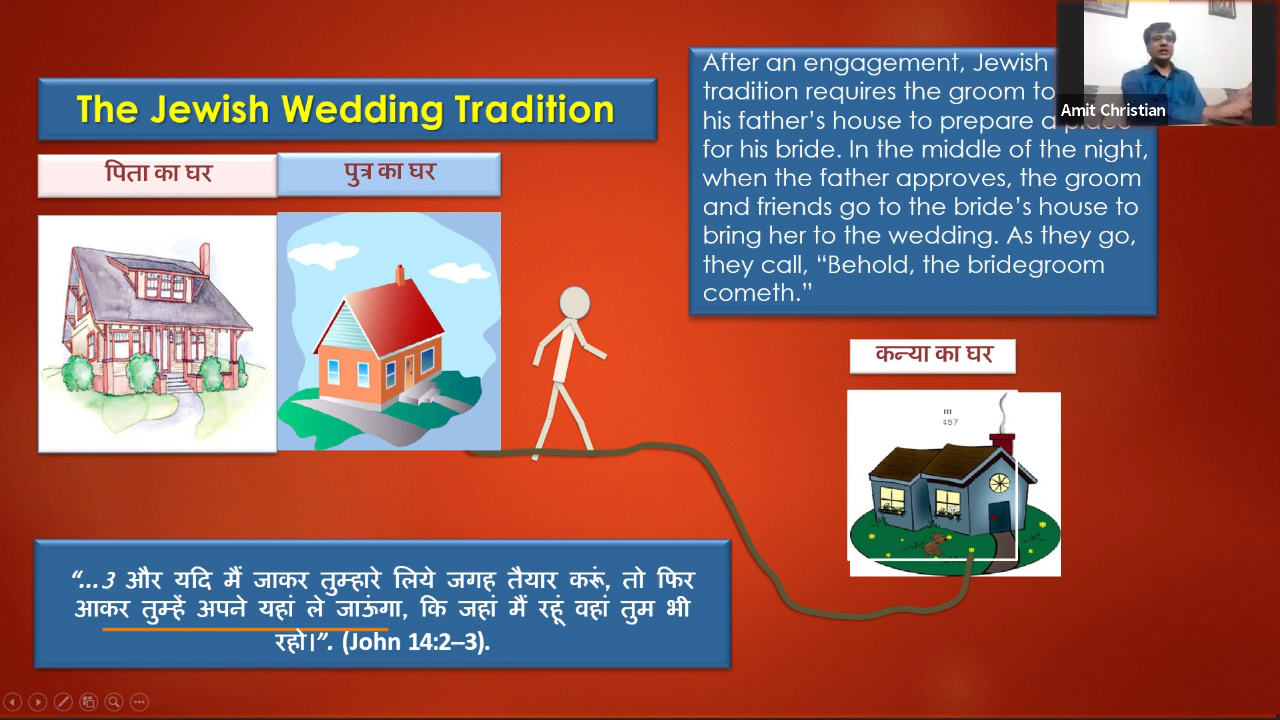 The Jewish Wedding Tradition
पिता का घर
पुत्र का घर
After an engagement, Jewish
tradition requires the groom to
his father’s house to prepare a place
for his bride. In the middle of the night,
when the father approves, the groom
and friends go to the bride’s house to
bring her to the wedding. As they go,
they call, “Behold, the bridegroom
cometh.”
Amit Christian
कन्या का घर
m
“...3 और यदि मैं जाकर तुम्हारे लिये जगह तैयार करूं, तो फिर
आकर तुम्हें अपने यहां ले जाऊंगा, कि जहां मैं रहूं वहां तुम भी
रहो।”. (John 14:2–3).